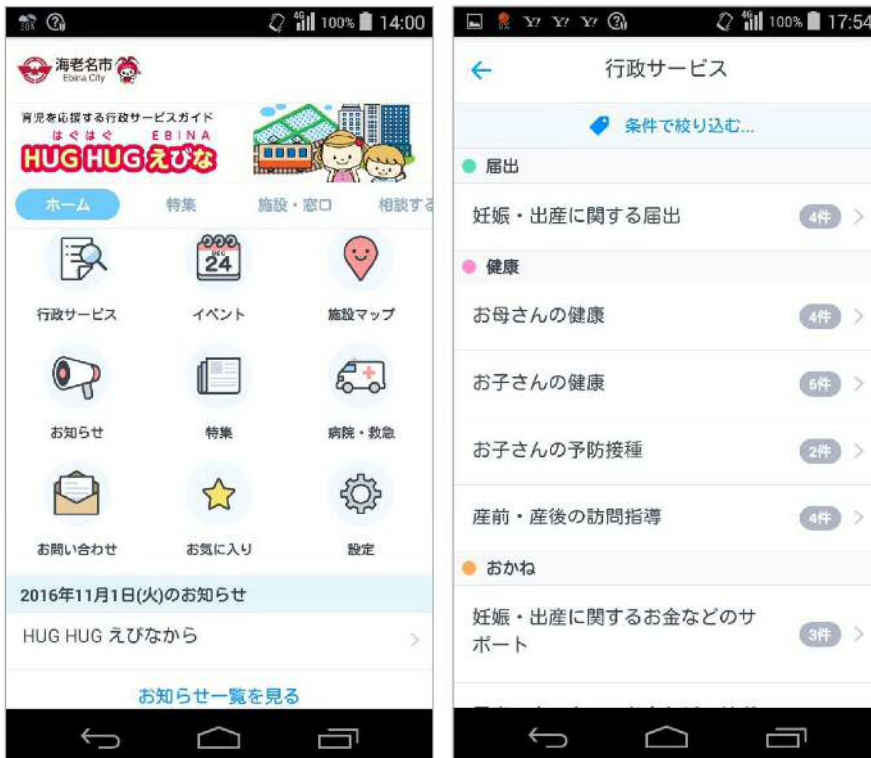 100% 14:00
海老名市
Ebina City
育児を応援する行政サービスガイド
はぐはぐ EBINA
HUG HUG えびな
ホーム 特集 施設・窓口 相談する
DEC
24
行政サービス イベント 施設マップ
お知らせ 特集 病院・救急
お問い合わせ お気に入り 設定
2016年11月1日(火)のお知らせ
HUG HUG えびなから
お知らせ一覧を見る
Y! Y! Y! 4G 100% 17:54
行政サービス
条件で絞り込む...
届出
妊娠・出産に関する届出 4件
健康
お母さんの健康 4件
お子さんの健康 6件
お子さんの予防接種 2件
産前・産後の訪問指導 4件
おかね
妊娠・出産に関するお金などのサ
ポート 3件